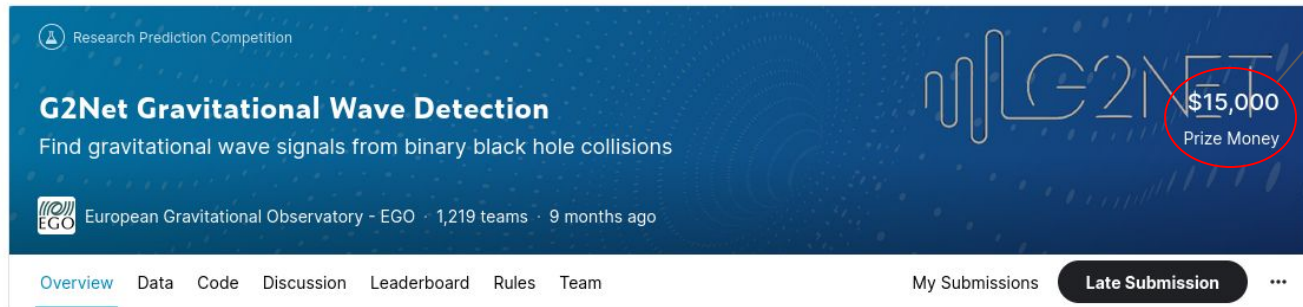 Research Prediction Competition
G2NET
G2Net Gravitational Wave Detection
$15,000
Find gravitational wave signals from binary black hole collisions
Prize Money
EGO
European Gravitational Observatory - EGO · 1,219 teams · 9 months ago
Overview Data Code Discussion Leaderboard Rules Team My Submissions Late Submission ...